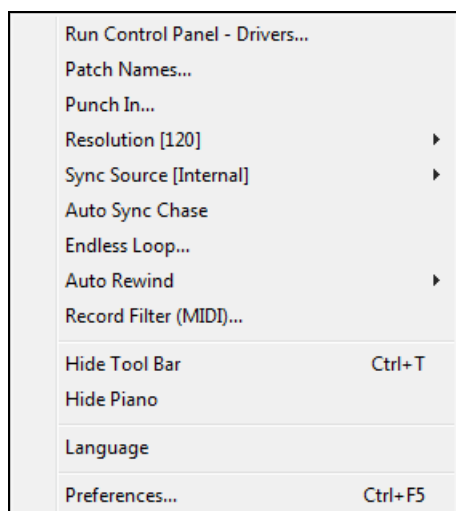 Run Control Panel - Drivers...
Patch Names...
Punch In...
Resolution [120]
Sync Source [Internal]
Auto Sync Chase
Endless Loop...
Auto Rewind
Record Filter (MIDI)...
Hide Tool Bar Ctrl+T
Hide Piano
Language
Preferences... Ctrl+F5